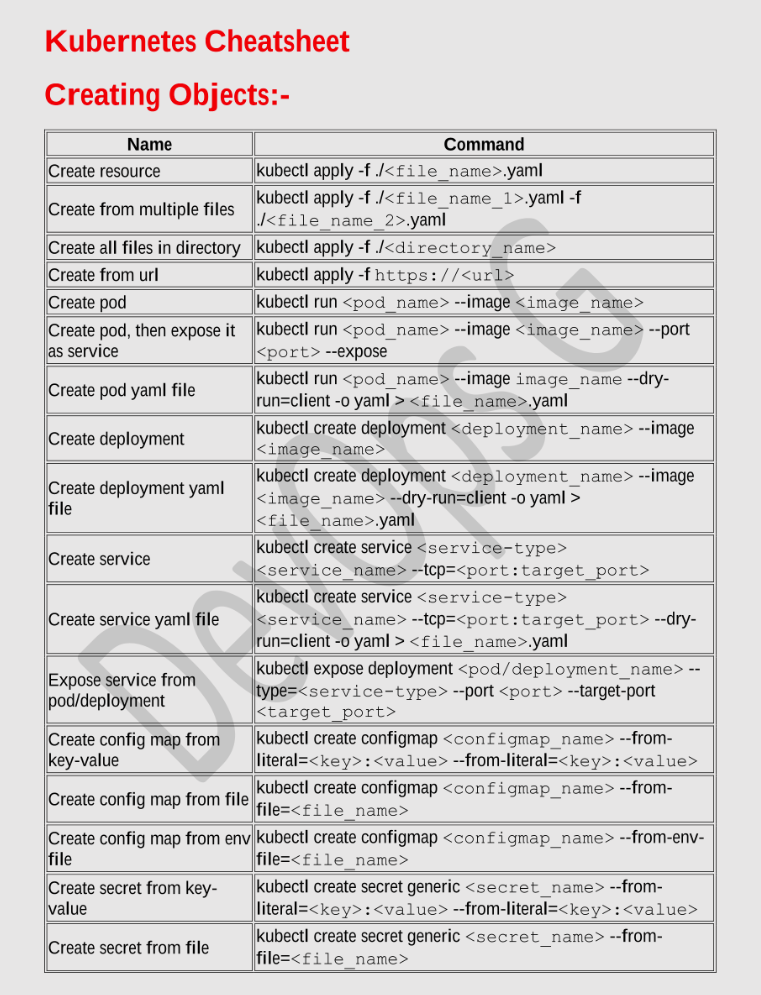 Kubernetes Cheatsheet
Creating Objects:-
Name Command
Create resource kubectl apply -f ./<file_name>.yaml
Create from multiple files kubectl apply -f ./<file_name_1>.yaml -f
./<file_name_2>.yaml
Create all files in directory kubectl apply -f ./<directory_name>
Create from url kubectl apply -f https://<url>
Create pod kubectl run <pod_name> --image <image_name>
Create pod, then expose it
as service
kubectl run <pod_name> --image <image_name> --port
<port> --expose
Create pod yaml file
kubectl run <pod_name> --image image_name --dry-
run=client -o yaml > <file_name>.yaml
Create deployment
kubectl create deployment <deployment_name> --image
<image_name>
Create deployment yaml
file
kubectl create deployment <deployment_name> --image
<image_name> --dry-run=client -o yaml >
<file_name>.yaml
Create service
kubectl create service <service-type>
<service_name> --tcp=<port:target_port>
Create service yaml file
kubectl create service <service-type>
<service_name> --tcp=<port:target_port> --dry-
run=client -o yaml > <file_name>.yaml
Expose service from
pod/deployment
kubectl expose deployment <pod/deployment_name> --
type=<service-type> --port <port> --target-port
<target_port>
Create config map from
key-value
kubectl create configmap <configmap_name> --from-
literal=<key>:<value> --from-literal=<key>:<value>
Create config map from file
kubectl create configmap <configmap_name> --from-
file=<file_name>
Create config map from env
file
kubectl create configmap <configmap_name> --from-env-
file=<file_name>
Create secret from key-
value
kubectl create secret generic <secret_name> --from-
literal=<key>:<value> --from-literal=<key>:<value>
Create secret from file
kubectl create secret generic <secret_name> --from-
file=<file_name>
DevOps G